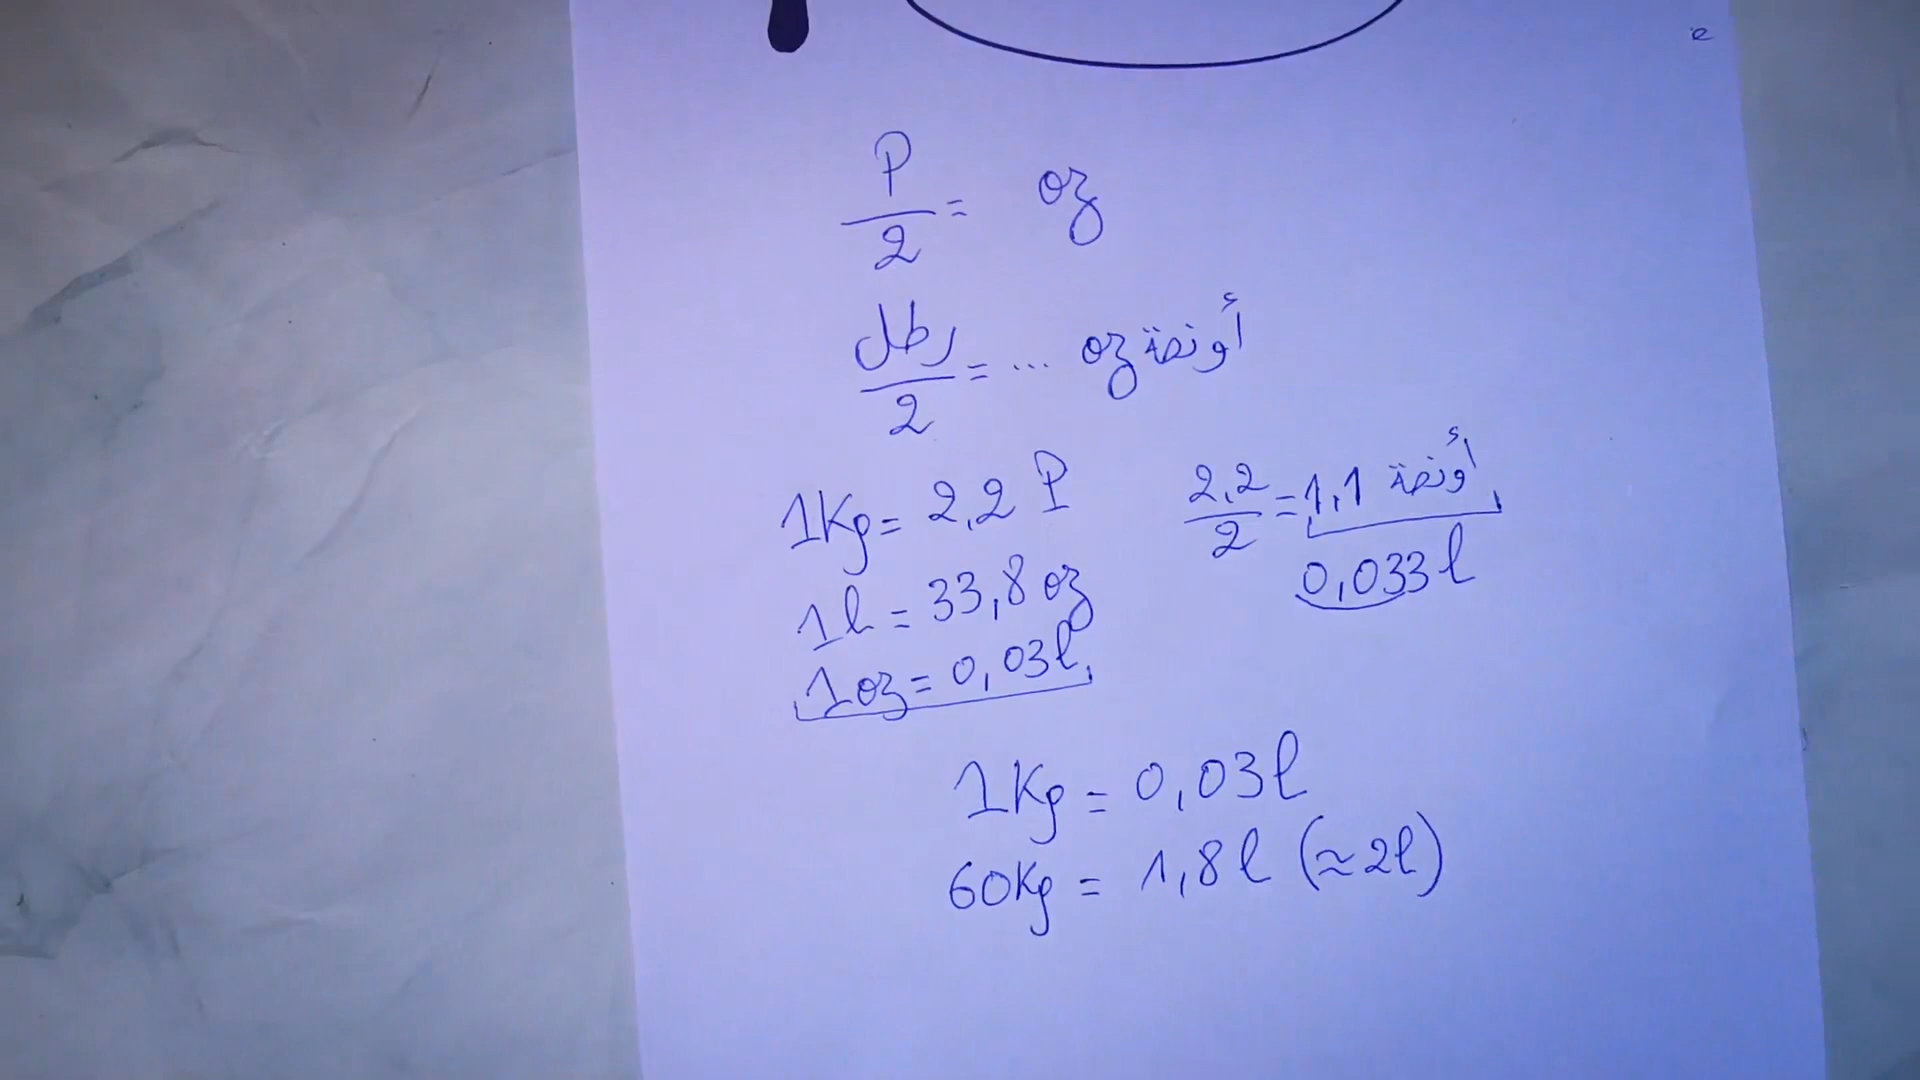 P/2 = oz
رطل/2 = ... oz أونصة
1Kg = 2,2 P
2,2/2 = 1,1 أونصة
0,033 l
1l = 33,8 oz
1oz = 0,03l
1Kg = 0,03l
60Kg = 1,8l (≈2l)